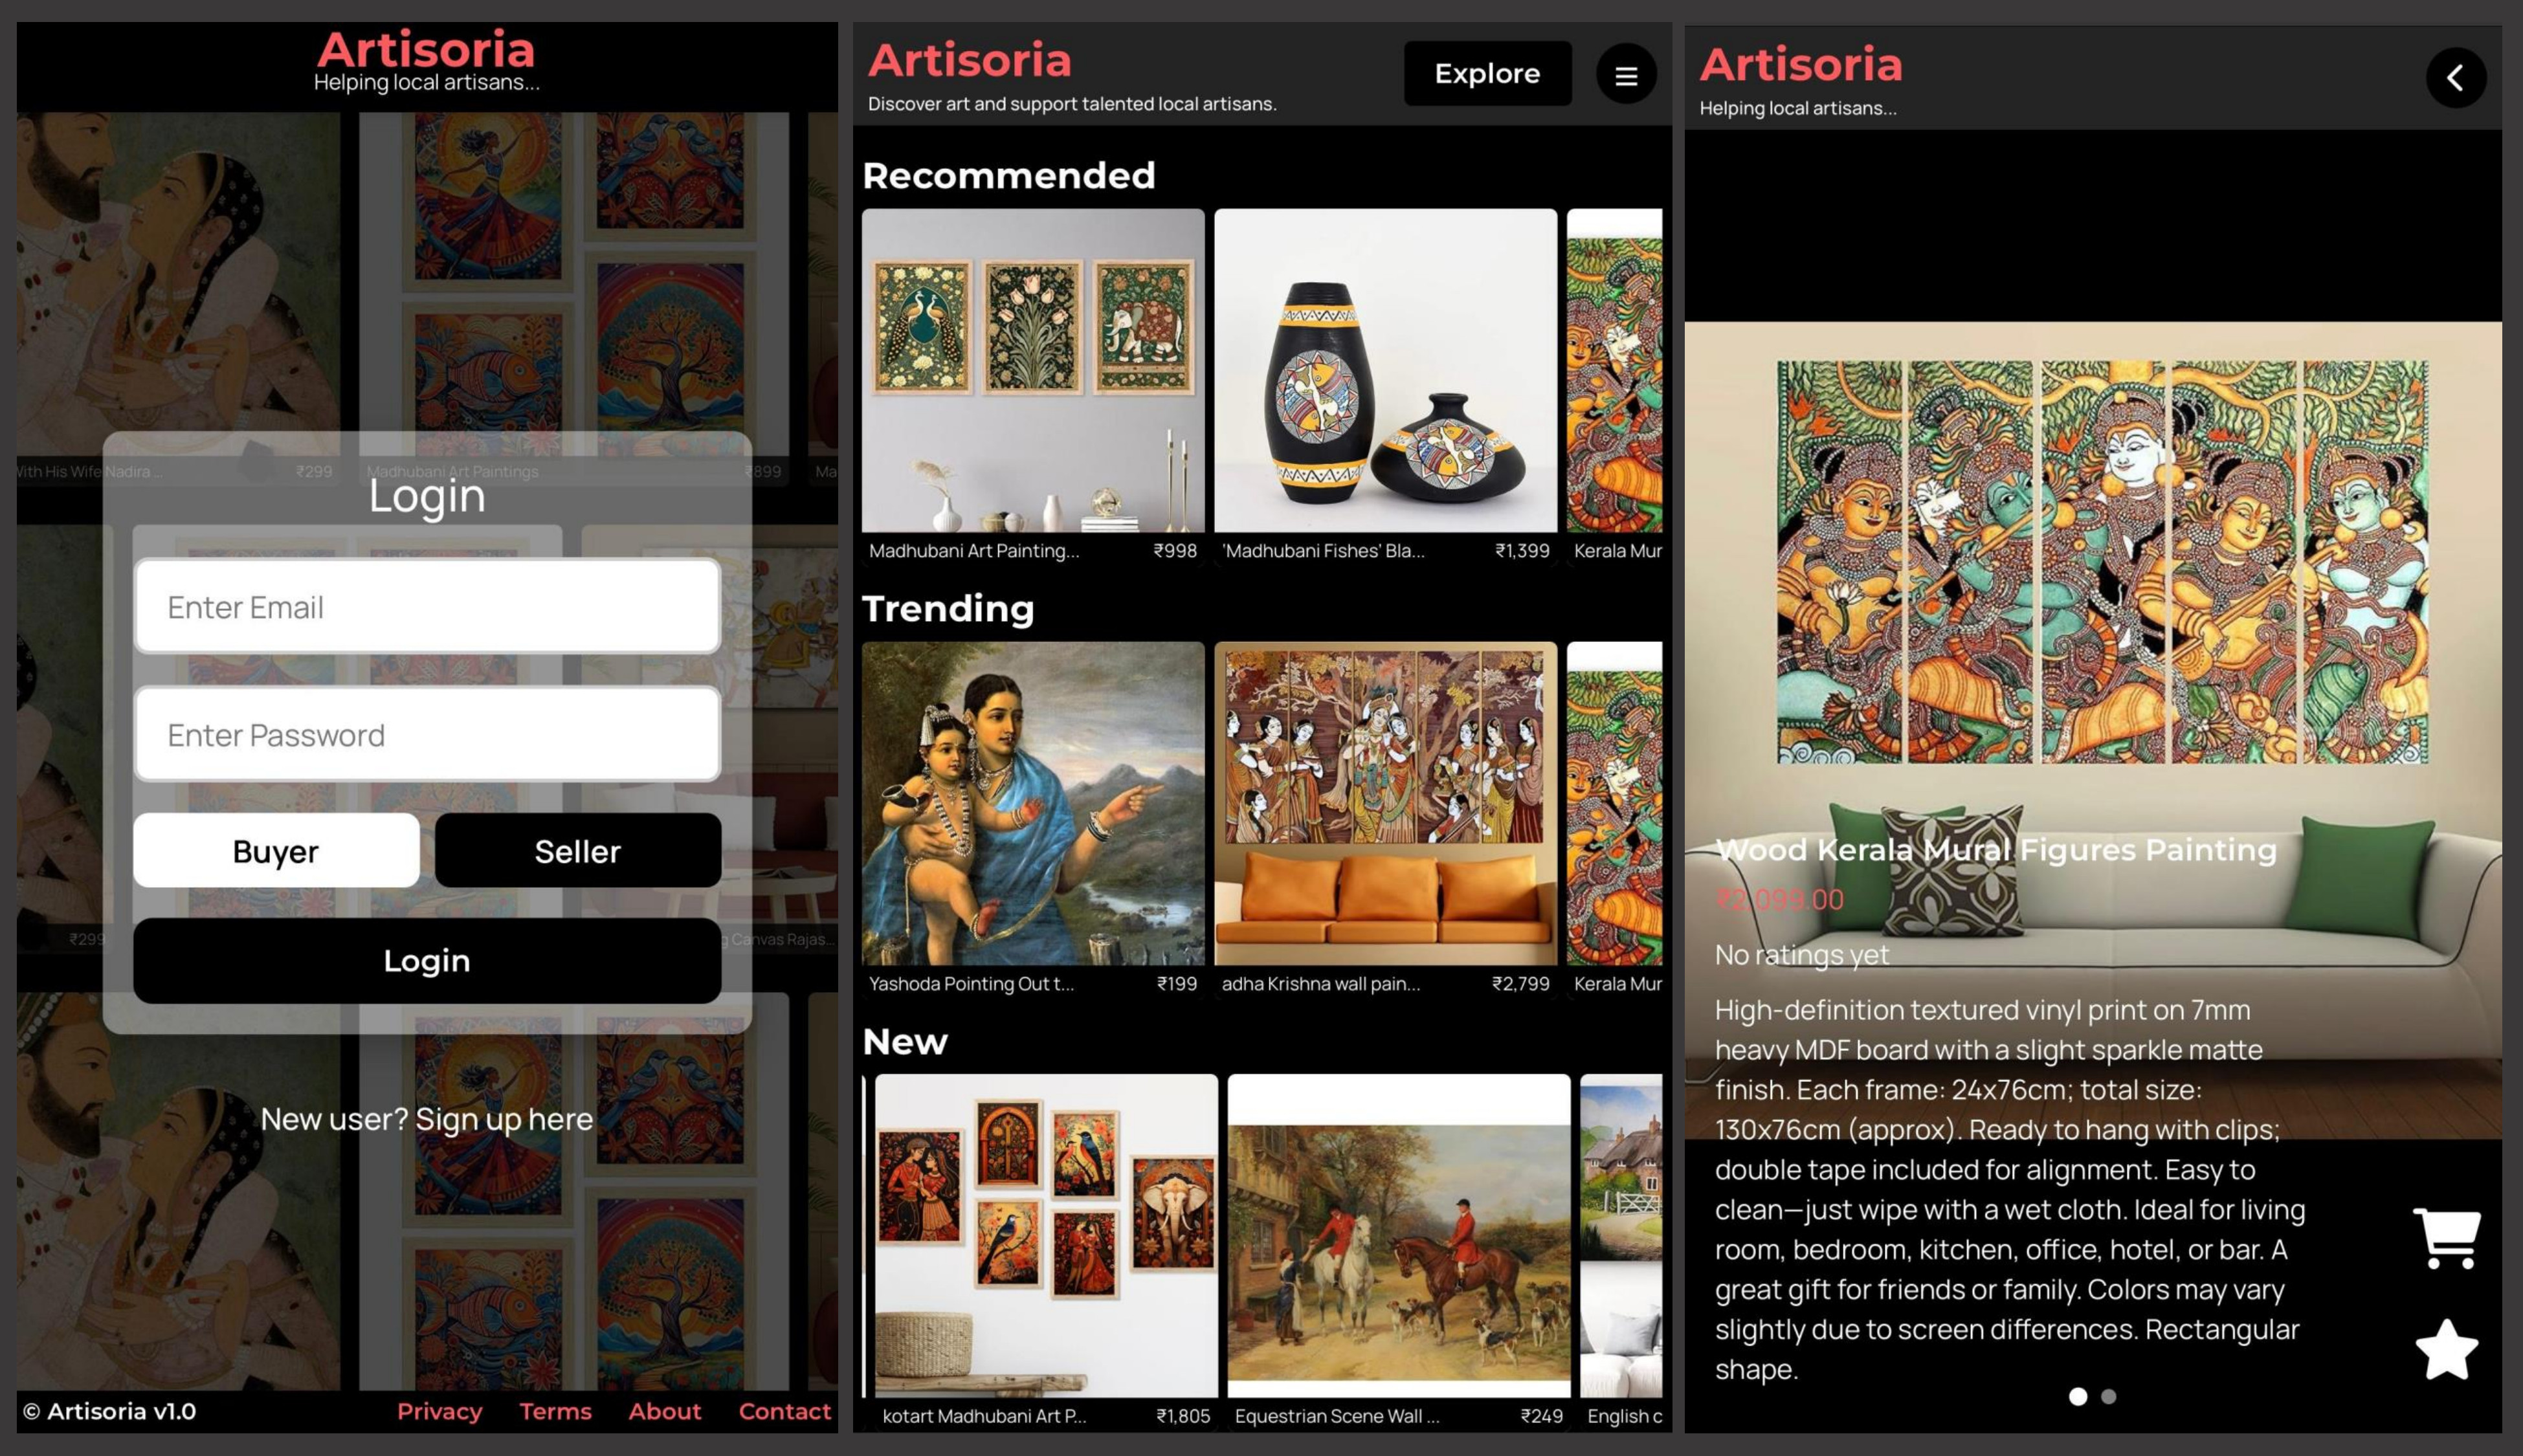 Artisoria
Helping local artisans...
With His Wife Nadira ...
₹299
Madhubani Art Paintings
₹899
Ma
Login
Enter Email
Enter Password
Buyer
Seller
₹299
g Canvas Rajas...
Login
New user? Sign up here
© Artisoria v1.0
Privacy
Terms
About
Contact
Artisoria
Discover art and support talented local artisans.
Explore
Recommended
Madhubani Art Painting...
₹998
'Madhubani Fishes' Bla...
₹1,399
Kerala Mur
Trending
Yashoda Pointing Out t...
₹199
adha Krishna wall pain...
₹2,799
Kerala Mur
New
kotart Madhubani Art P...
₹1,805
Equestrian Scene Wall ...
₹249
English c
Artisoria
Helping local artisans...
Wood Kerala Mural Figures Painting
₹2,099.00
No ratings yet
High-definition textured vinyl print on 7mm
heavy MDF board with a slight sparkle matte
finish. Each frame: 24x76cm; total size:
130x76cm (approx). Ready to hang with clips;
double tape included for alignment. Easy to
clean—just wipe with a wet cloth. Ideal for living
room, bedroom, kitchen, office, hotel, or bar. A
great gift for friends or family. Colors may vary
slightly due to screen differences. Rectangular
shape.